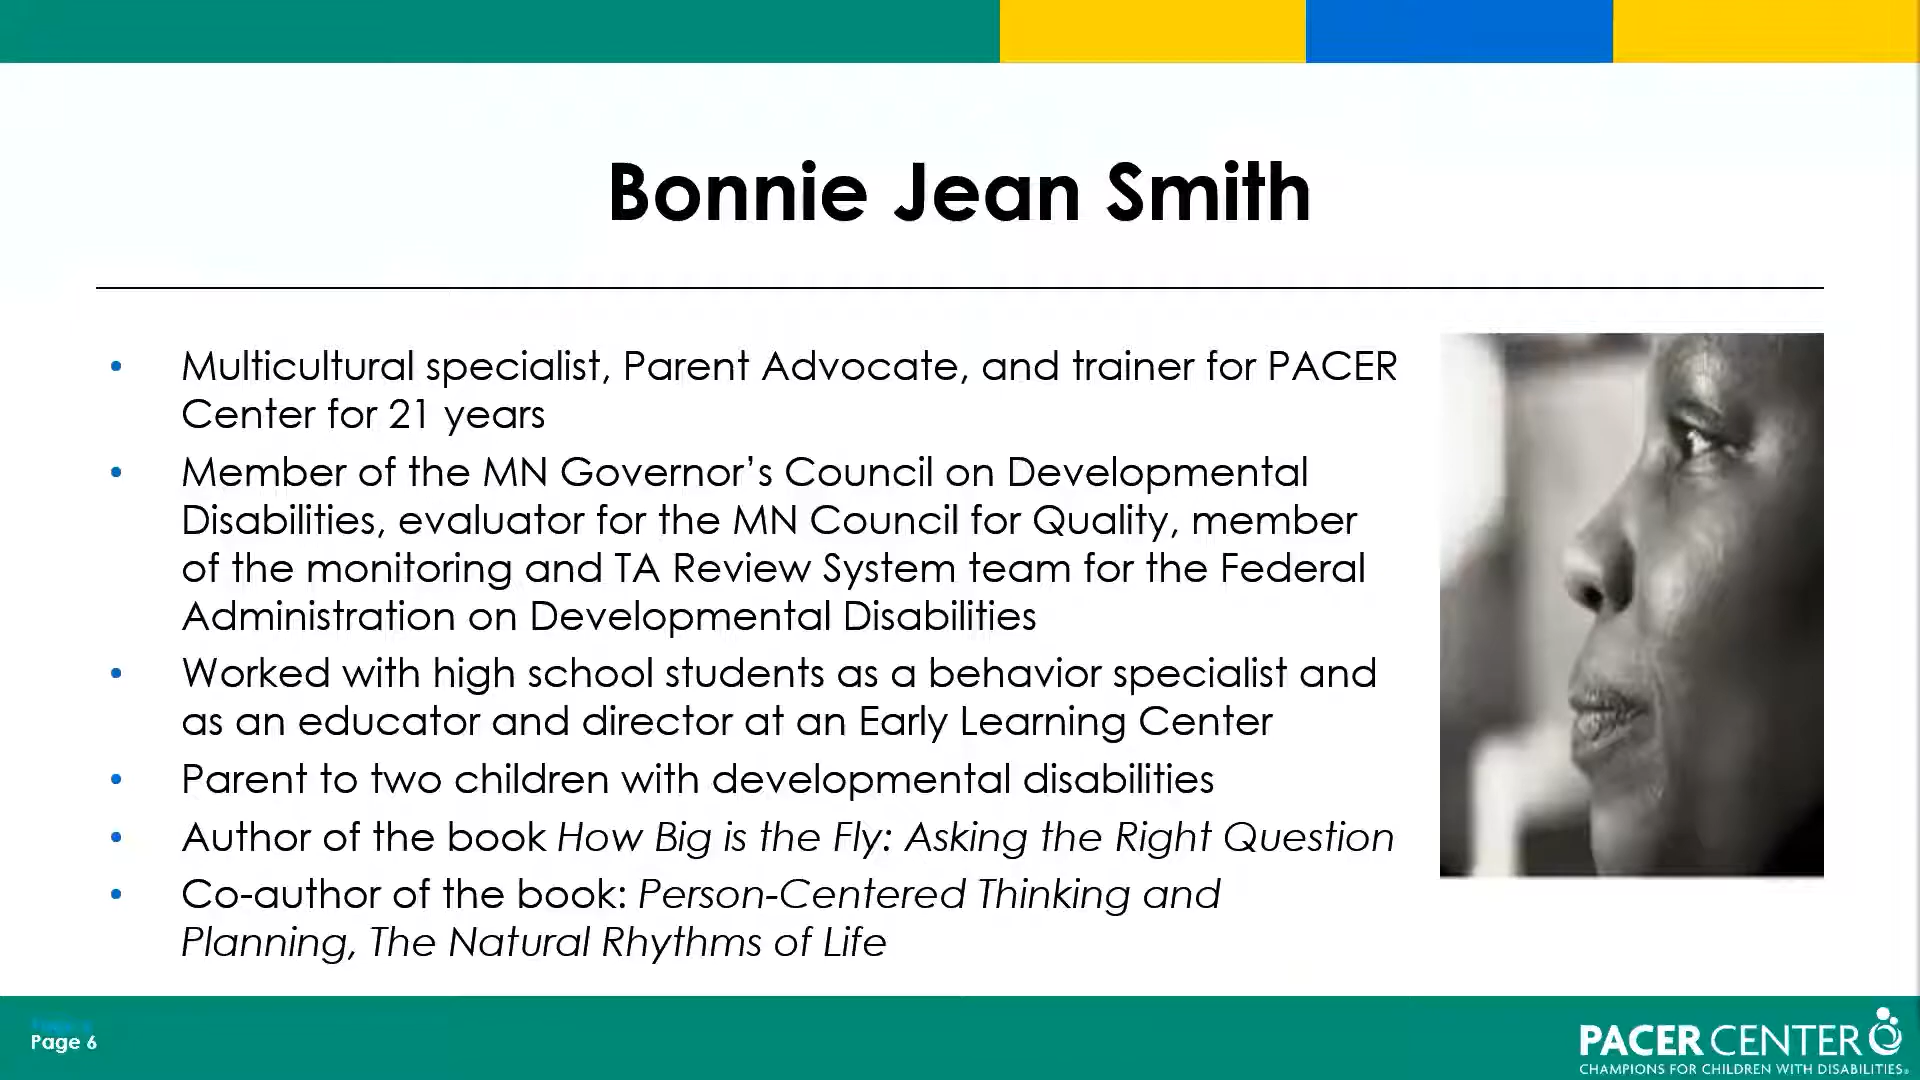 Bonnie Jean Smith
• Multicultural specialist, Parent Advocate, and trainer for PACER
Center for 21 years
• Member of the MN Governor’s Council on Developmental
Disabilities, evaluator for the MN Council for Quality, member
of the monitoring and TA Review System team for the Federal
Administration on Developmental Disabilities
• Worked with high school students as a behavior specialist and
as an educator and director at an Early Learning Center
• Parent to two children with developmental disabilities
• Author of the book How Big is the Fly: Asking the Right Question
• Co-author of the book: Person-Centered Thinking and
Planning, The Natural Rhythms of Life
Page 6
PACER CENTER
CHAMPIONS FOR CHILDREN WITH DISABILITIES®